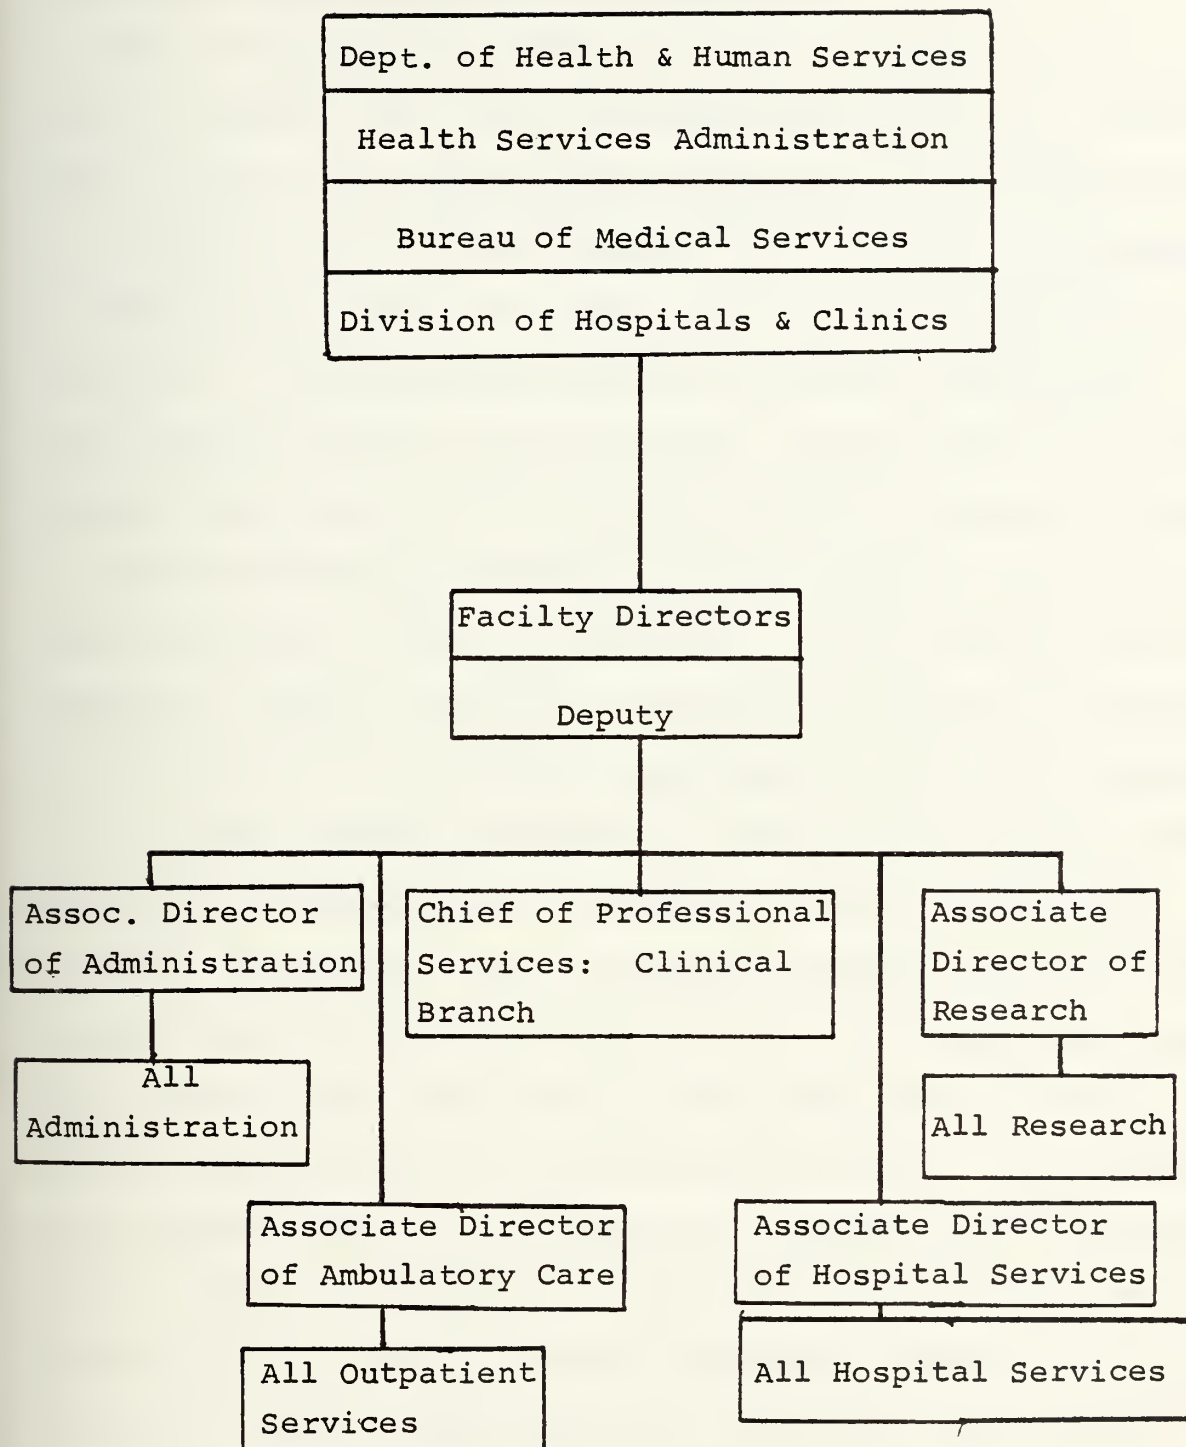 Dept. of Health & Human Services
Health Services Administration
Bureau of Medical Services
Division of Hospitals & Clinics
Facilty Directors
Deputy
Assoc. Director
of Administration
All
Administration
Chief of Professional
Services: Clinical
Branch
Associate
Director of
Research
All Research
Associate Director
of Ambulatory Care
All Outpatient
Services
Associate Director
of Hospital Services
All Hospital Services